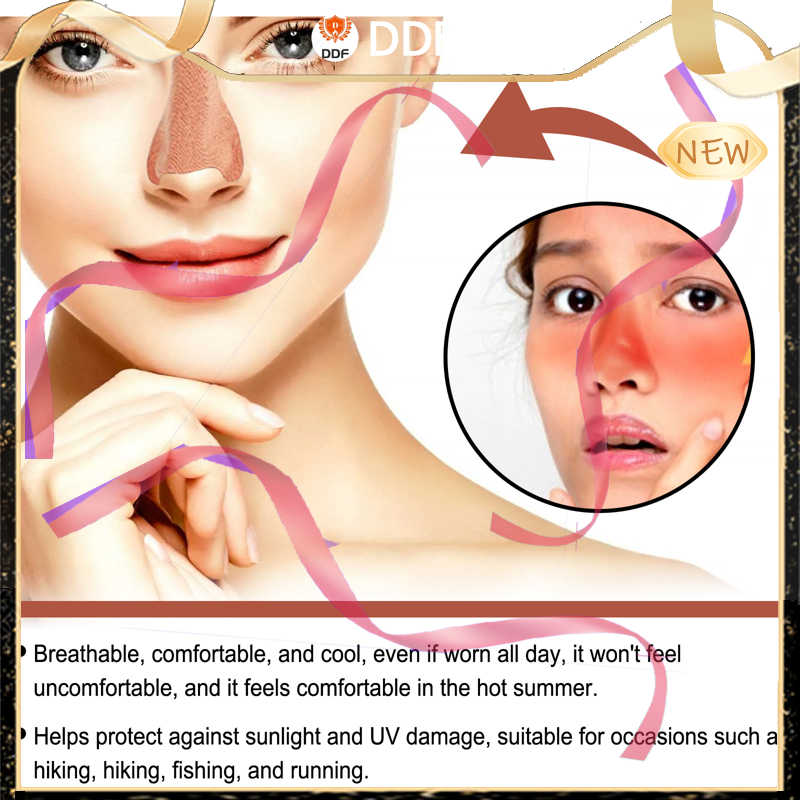 DDF
NEW
Breathable, comfortable, and cool, even if worn all day, it won't feel
uncomfortable, and it feels comfortable in the hot summer.
Helps protect against sunlight and UV damage, suitable for occasions such a
hiking, hiking, fishing, and running.